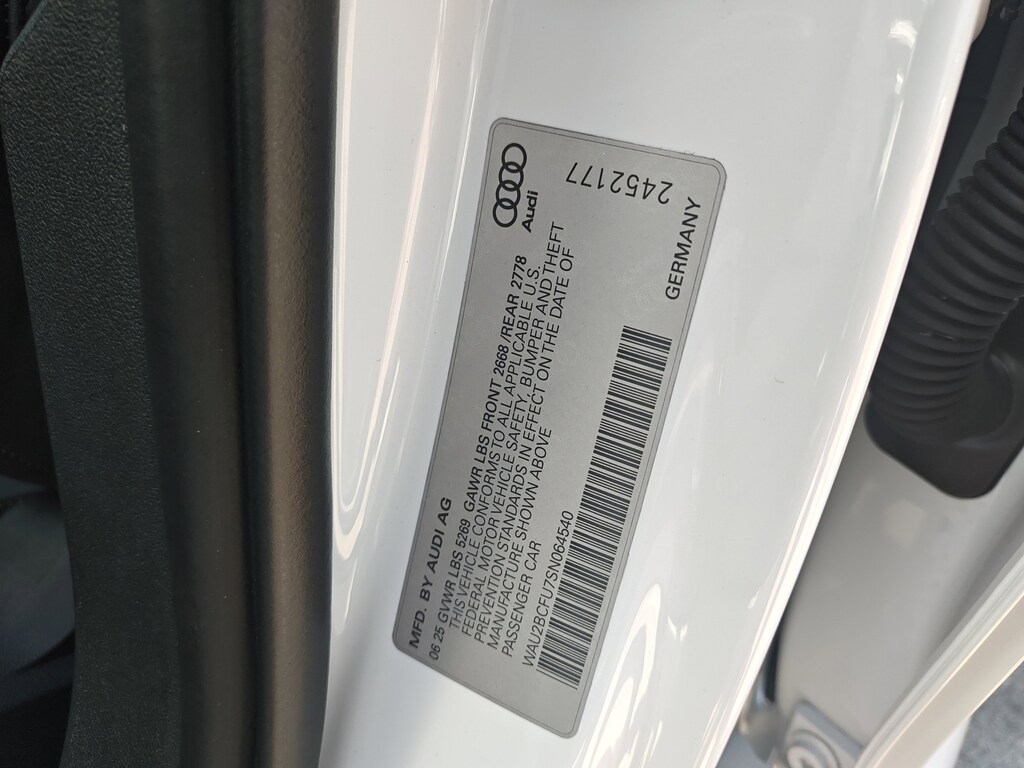 MFD. BY AUDI AG
Audi
06 25 GVWR LBS 5269 GAWR LBS FRONT 2668 /REAR 2778
THIS VEHICLE CONFORMS TO ALL APPLICABLE U.S.
FEDERAL MOTOR VEHICLE SAFETY, BUMPER AND THEFT
PREVENTION STANDARDS IN EFFECT ON THE DATE OF
MANUFACTURE SHOWN ABOVE
PASSENGER CAR
WAU2BCFU7SN064540
2452177
GERMANY